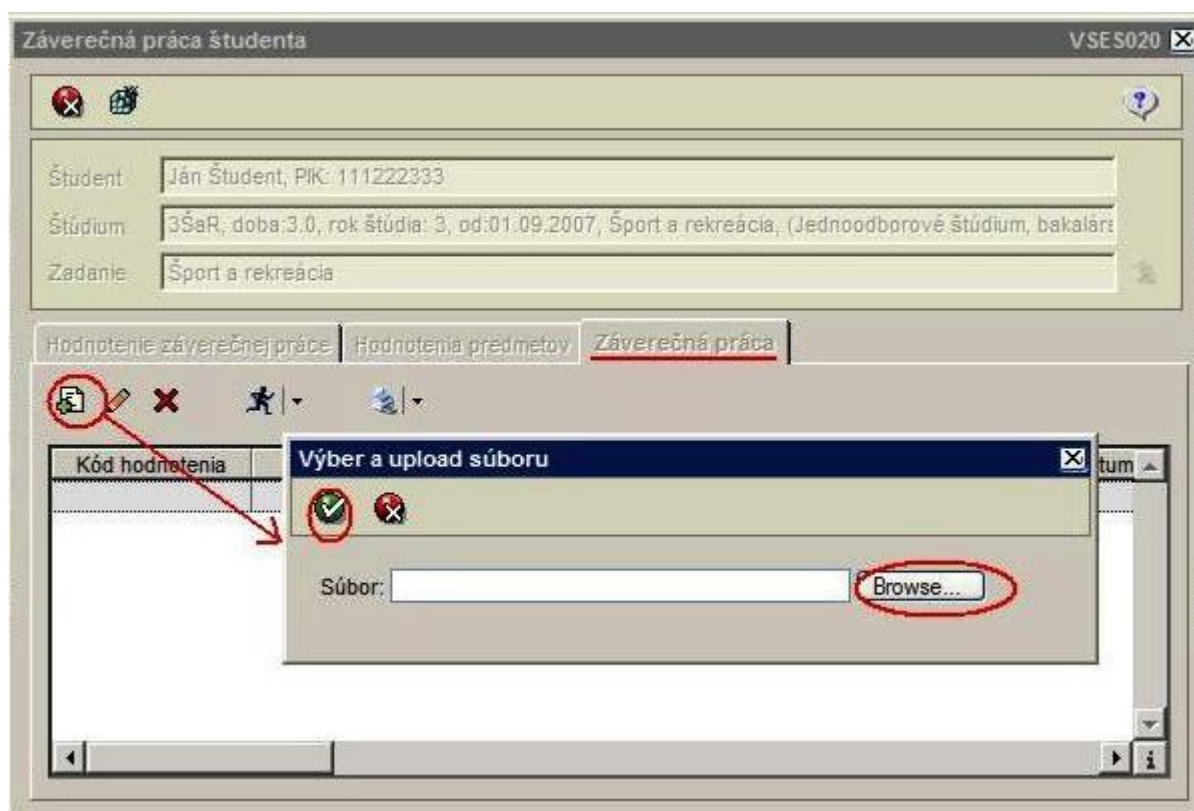 Záverečná práca študenta VSES020
Študent Ján Študent, PIK: 111222333
Štúdium 3ŠaR, doba:3.0, rok štúdia: 3, od:01.09.2007, Šport a rekreácia, (Jednoodborové štúdium, bakalárs
Zadanie Šport a rekreácia
Hodnotenie záverečnej práce Hodnotenia predmetov Záverečná práca
Kód hodnotenia tum
Výber a upload súboru
Súbor: Browse...